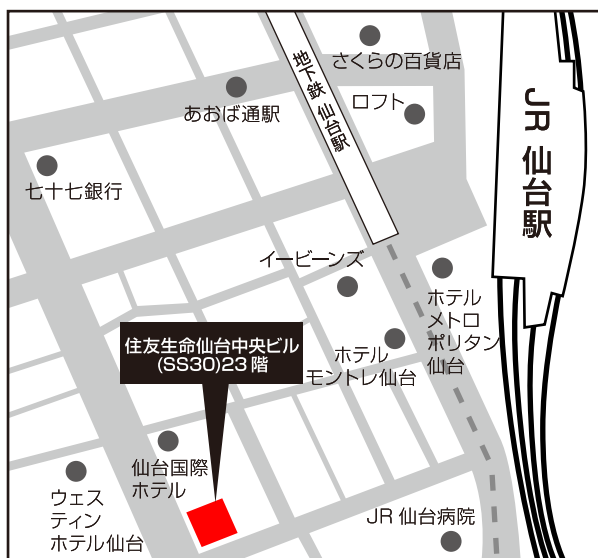 さくらの百貨店
地下鉄 仙台駅
あおば通駅
ロフト
JR 仙台駅
七十七銀行
イービーンズ
ホテル
メトロ
ポリタン
仙台
住友生命仙台中央ビル
(SS30)23階
ホテル
モントレ仙台
仙台国際
ホテル
ウェス
ティン
ホテル仙台
JR 仙台病院